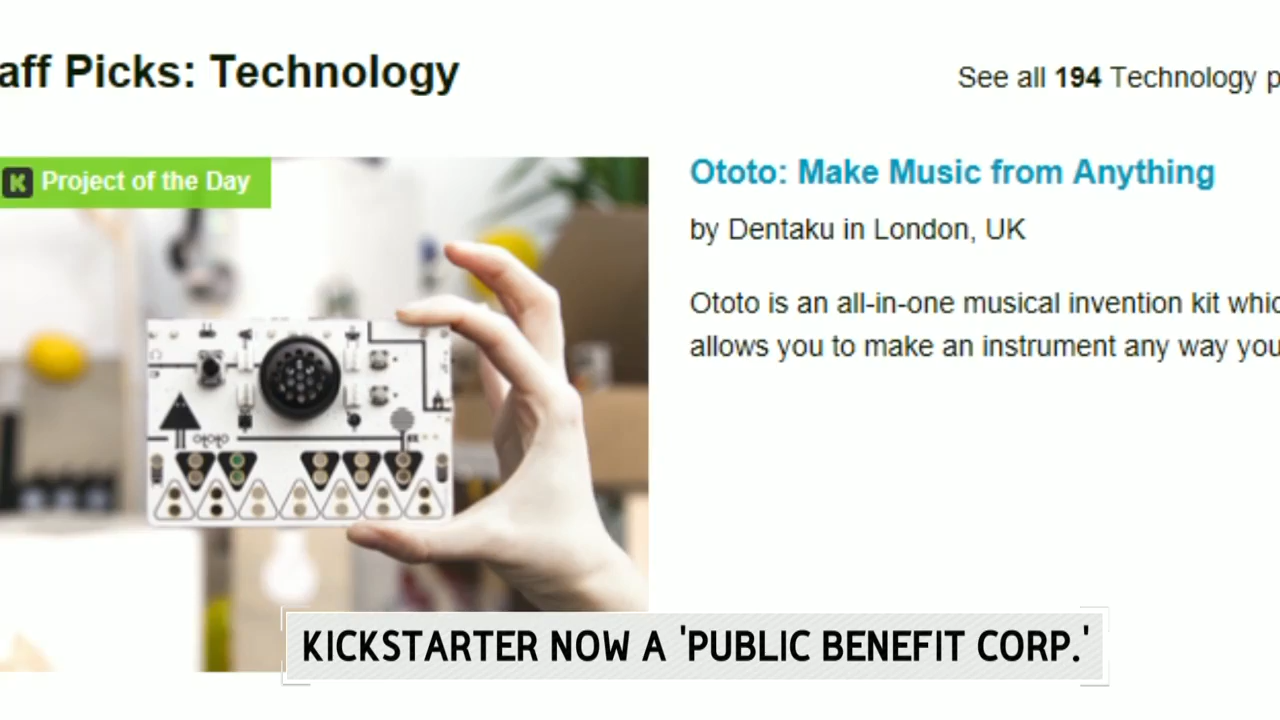 aff Picks: Technology
See all 194 Technology p
K Project of the Day
Ototo: Make Music from Anything
by Dentaku in London, UK
Ototo is an all-in-one musical invention kit whic
allows you to make an instrument any way you
ototo
KICKSTARTER NOW A 'PUBLIC BENEFIT CORP.'